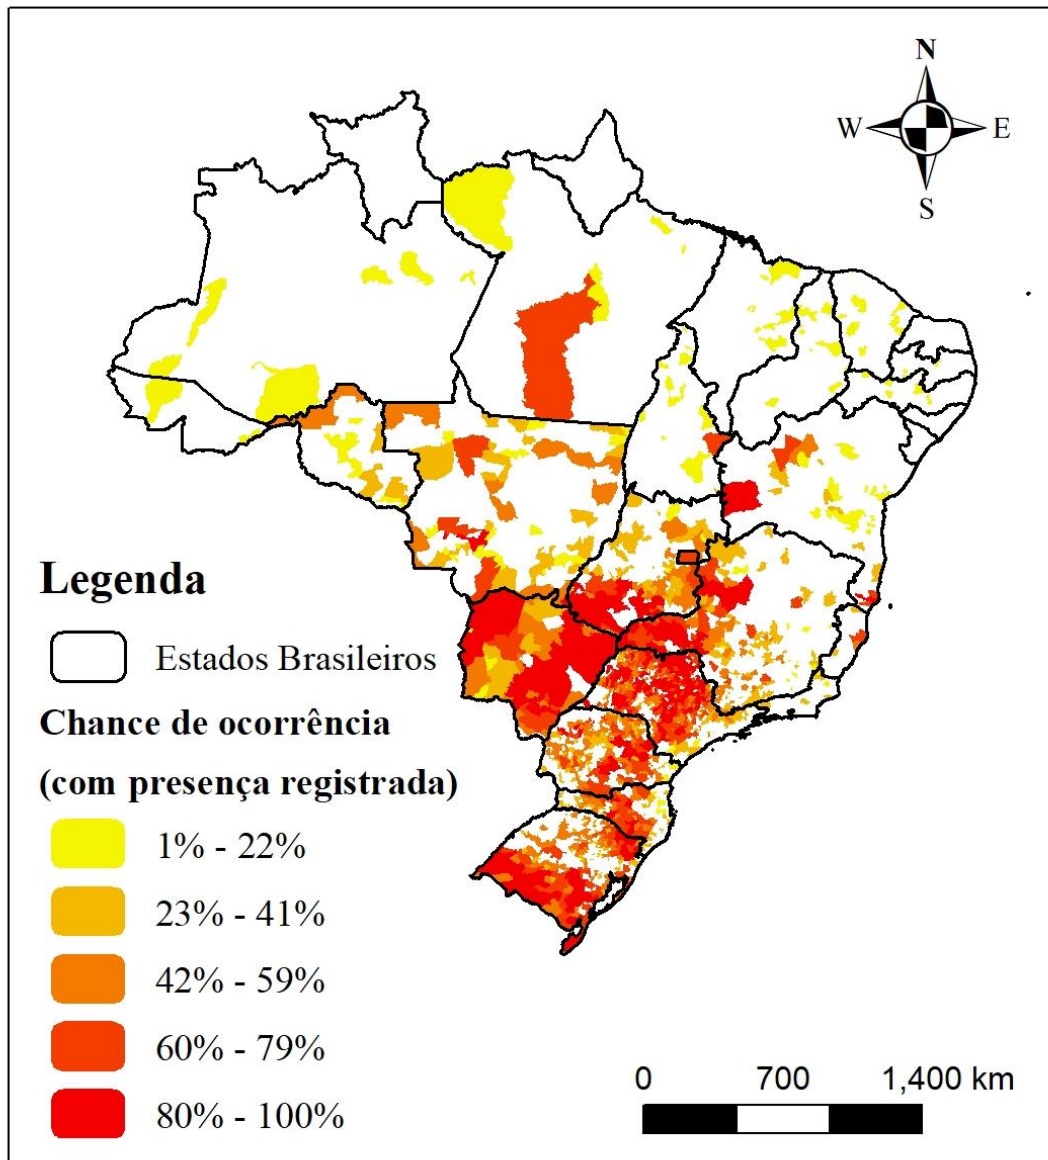 N
W E
S
Legenda
Estados Brasileiros
Chance de ocorrência
(com presença registrada)
1% - 22%
23% - 41%
42% - 59%
60% - 79%
80% - 100%
0 700 1,400 km